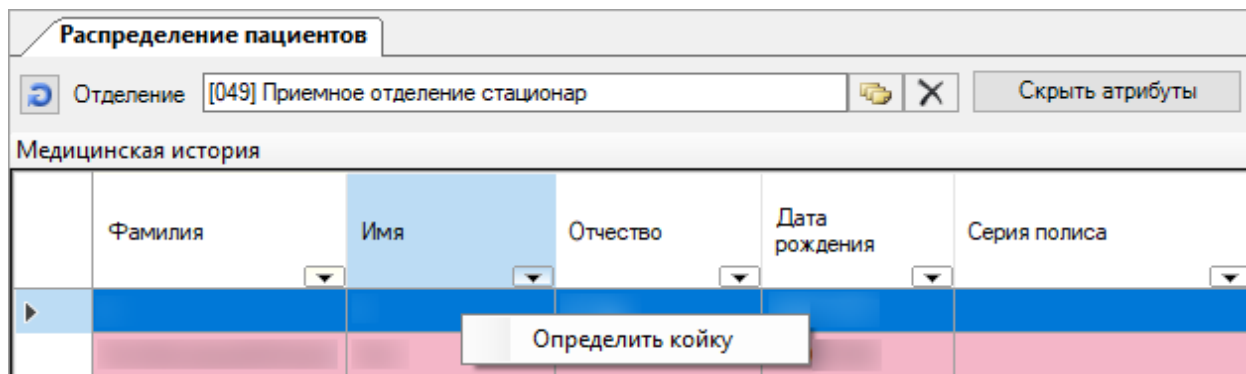 Распределение пациентов
Отделение [049] Приемное отделение стационар Скрыть атрибуты
Медицинская история
Фамилия Имя Отчество Дата рождения Серия полиса
Определить койку